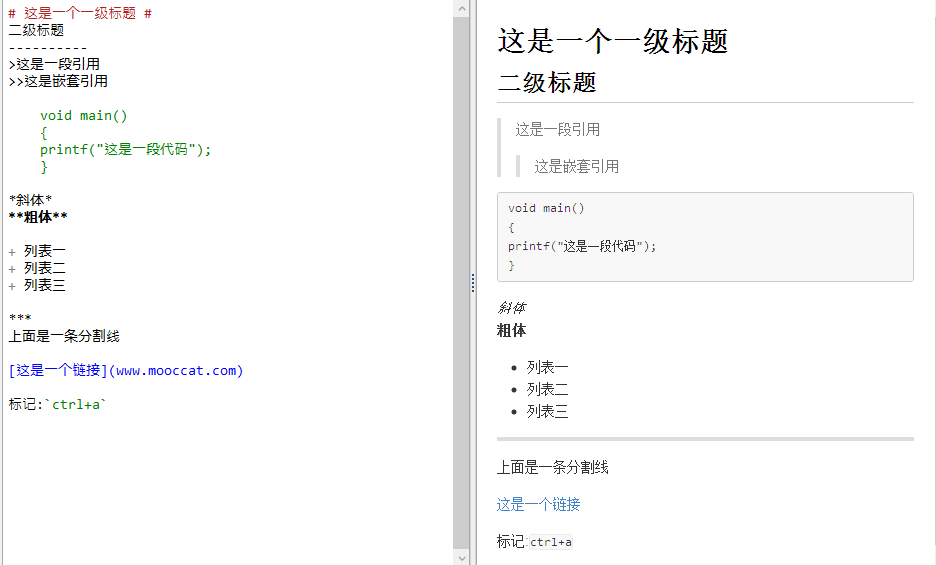 # 这是一个一级标题 #
二级标题
----------
>这是一段引用
>>这是嵌套引用
void main()
{
printf("这是一段代码");
}
*斜体*
**粗体**
+ 列表一
+ 列表二
+ 列表三
***
上面是一条分割线
[这是一个链接](www.mooccat.com)
标记:`ctrl+a`
这是一个一级标题
二级标题
这是一段引用
这是嵌套引用
void main()
{
printf("这是一段代码");
}
斜体
粗体
• 列表一
• 列表二
• 列表三
上面是一条分割线
这是一个链接
标记:ctrl+a